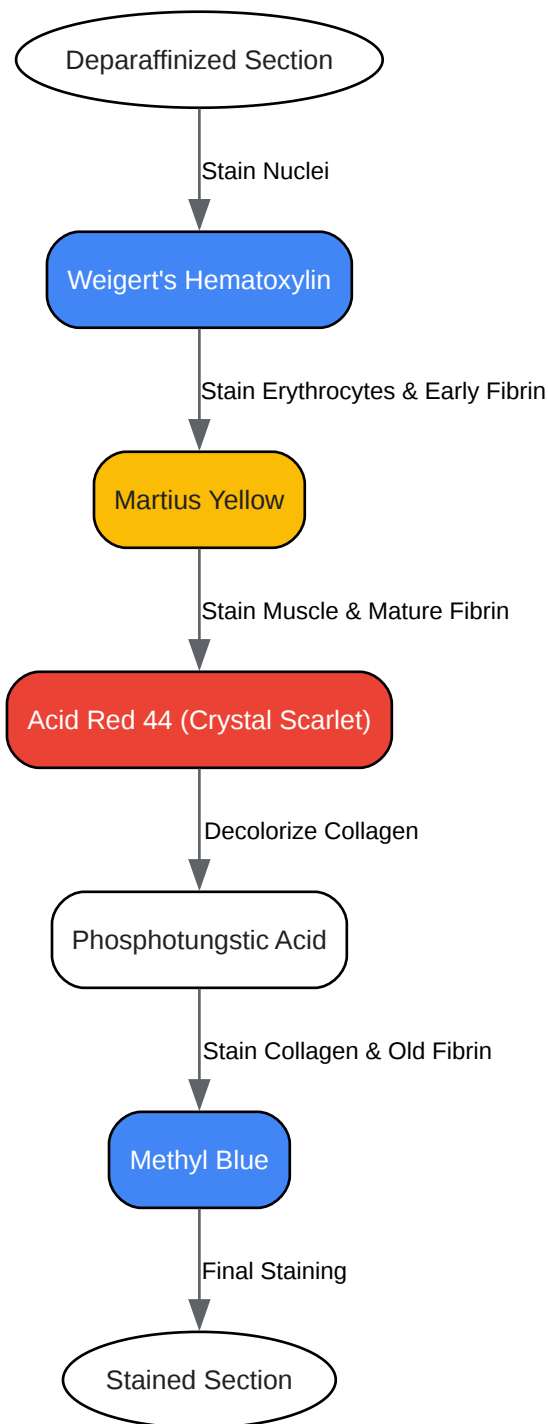 Deparaffinized Section
Stain Nuclei
Weigert's Hematoxylin
Stain Erythrocytes & Early Fibrin
Martius Yellow
Stain Muscle & Mature Fibrin
Acid Red 44 (Crystal Scarlet)
Decolorize Collagen
Phosphotungstic Acid
Stain Collagen & Old Fibrin
Methyl Blue
Final Staining
Stained Section